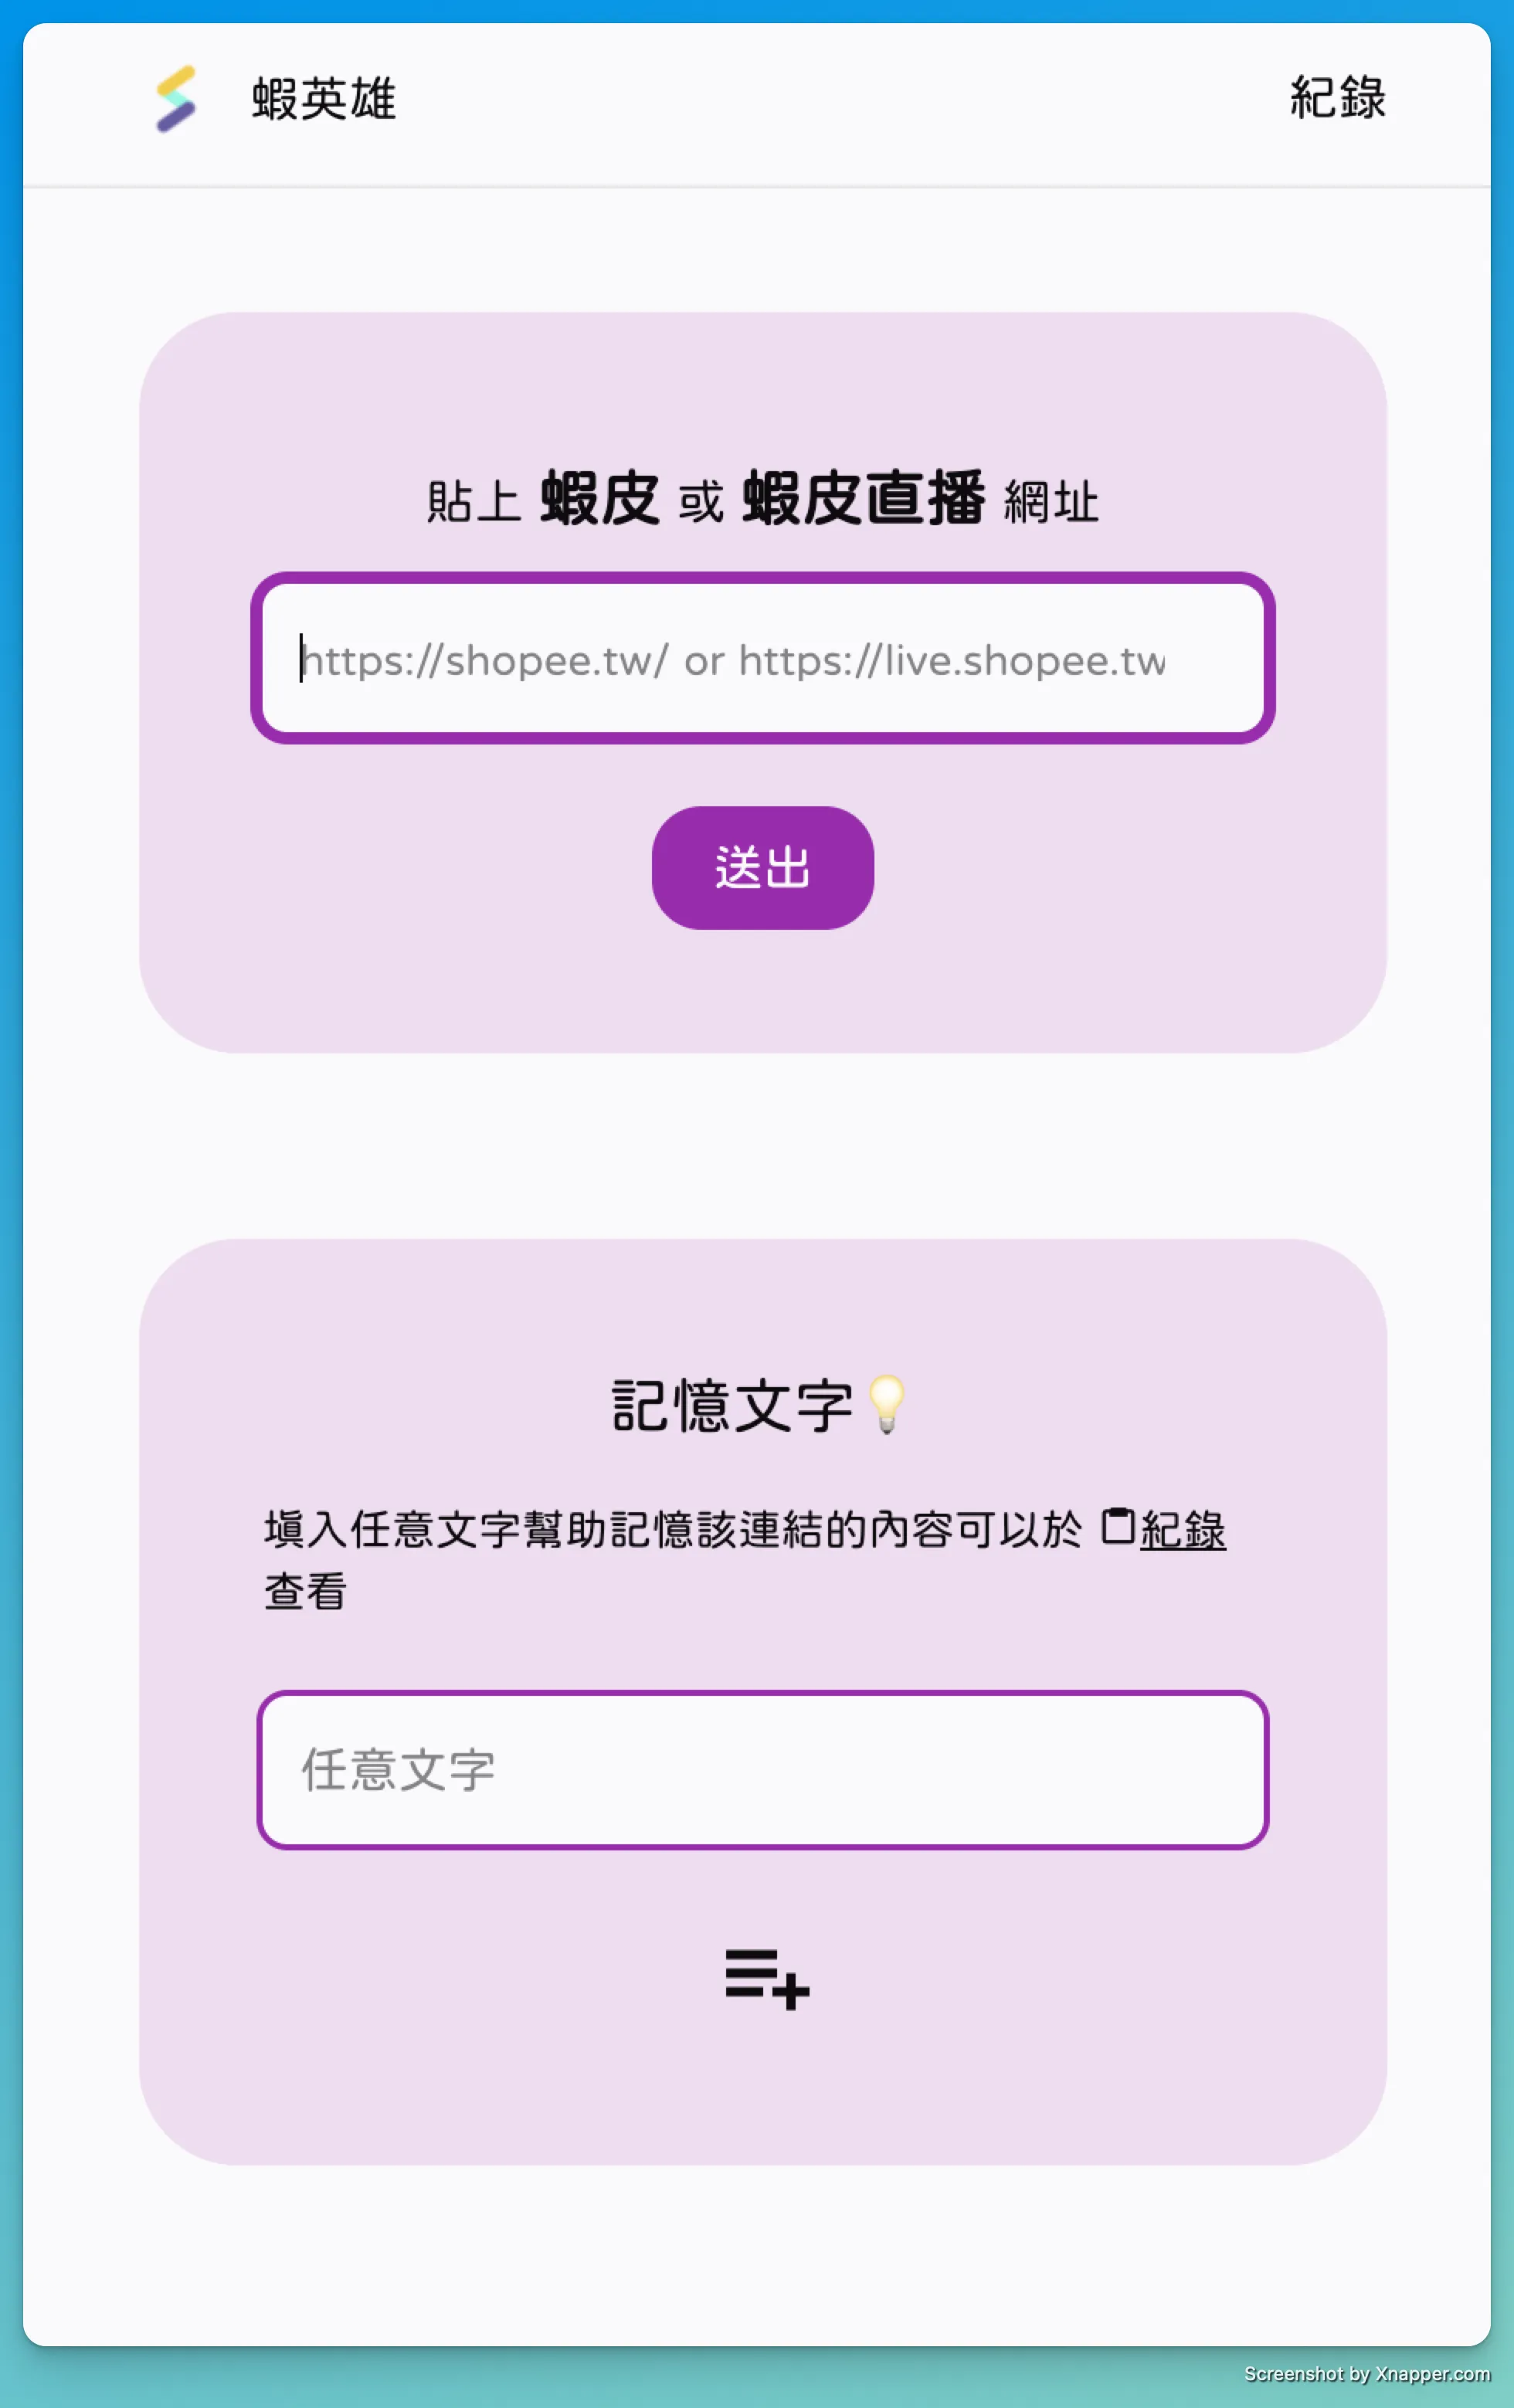 蝦英雄
紀錄
貼上 蝦皮 或 蝦皮直播 網址
https://shopee.tw/ or https://live.shopee.tw
送出
記憶文字💡
填入任意文字幫助記憶該連結的內容可以於 紀錄
查看
任意文字
Screenshot by Xnapper.com